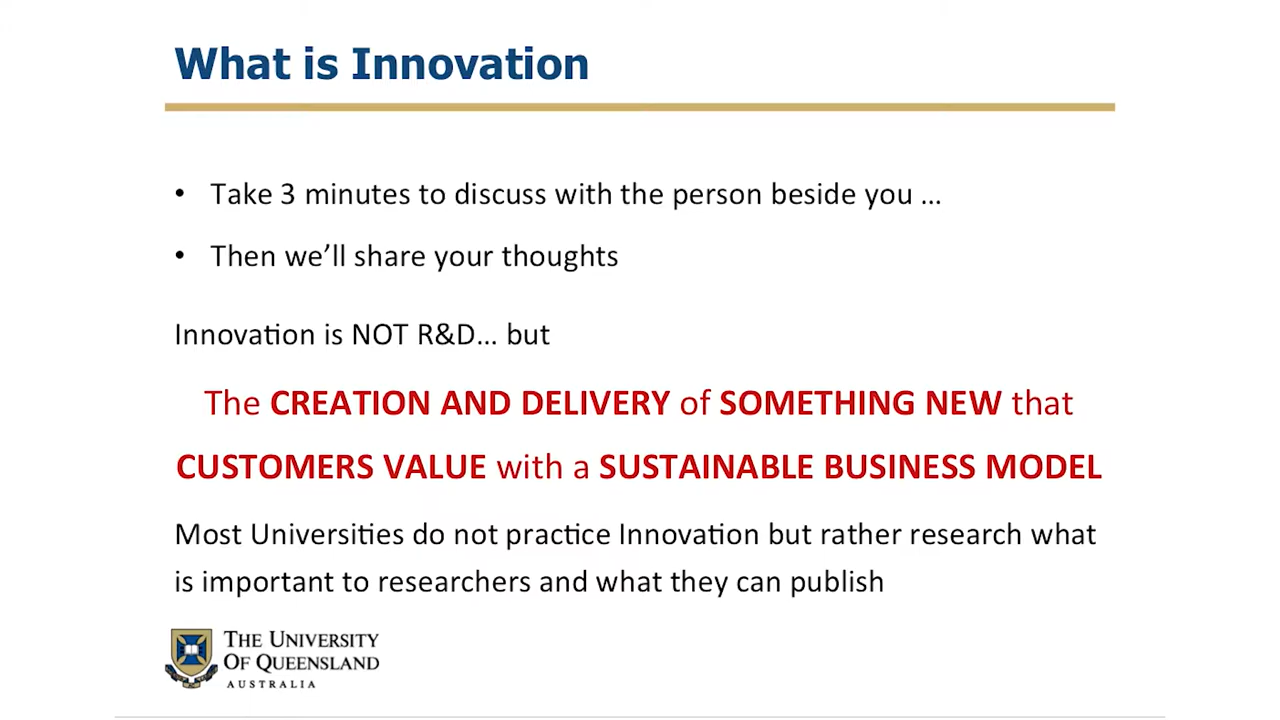 What is Innovation
• Take 3 minutes to discuss with the person beside you …
• Then we’ll share your thoughts
Innovation is NOT R&D… but
The CREATION AND DELIVERY of SOMETHING NEW that
CUSTOMERS VALUE with a SUSTAINABLE BUSINESS MODEL
Most Universities do not practice Innovation but rather research what
is important to researchers and what they can publish
THE UNIVERSITY
OF QUEENSLAND
AUSTRALIA